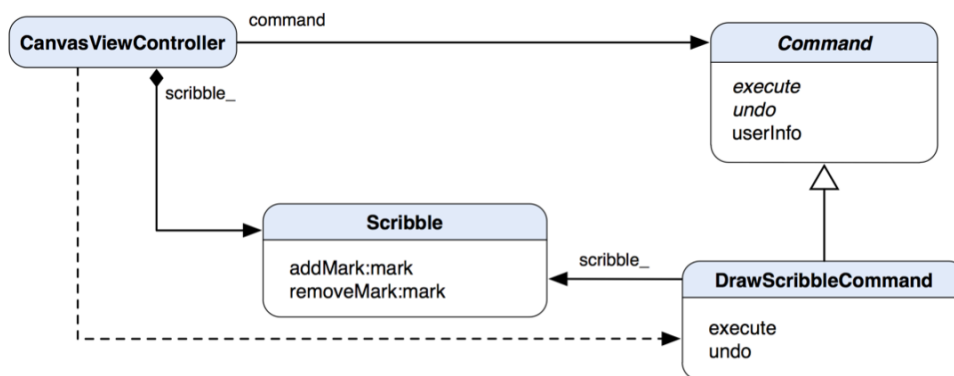 command
CanvasViewController
Command
scribble_
execute
undo
userInfo
Scribble
addMark:mark
removeMark:mark
scribble_
DrawScribbleCommand
execute
undo